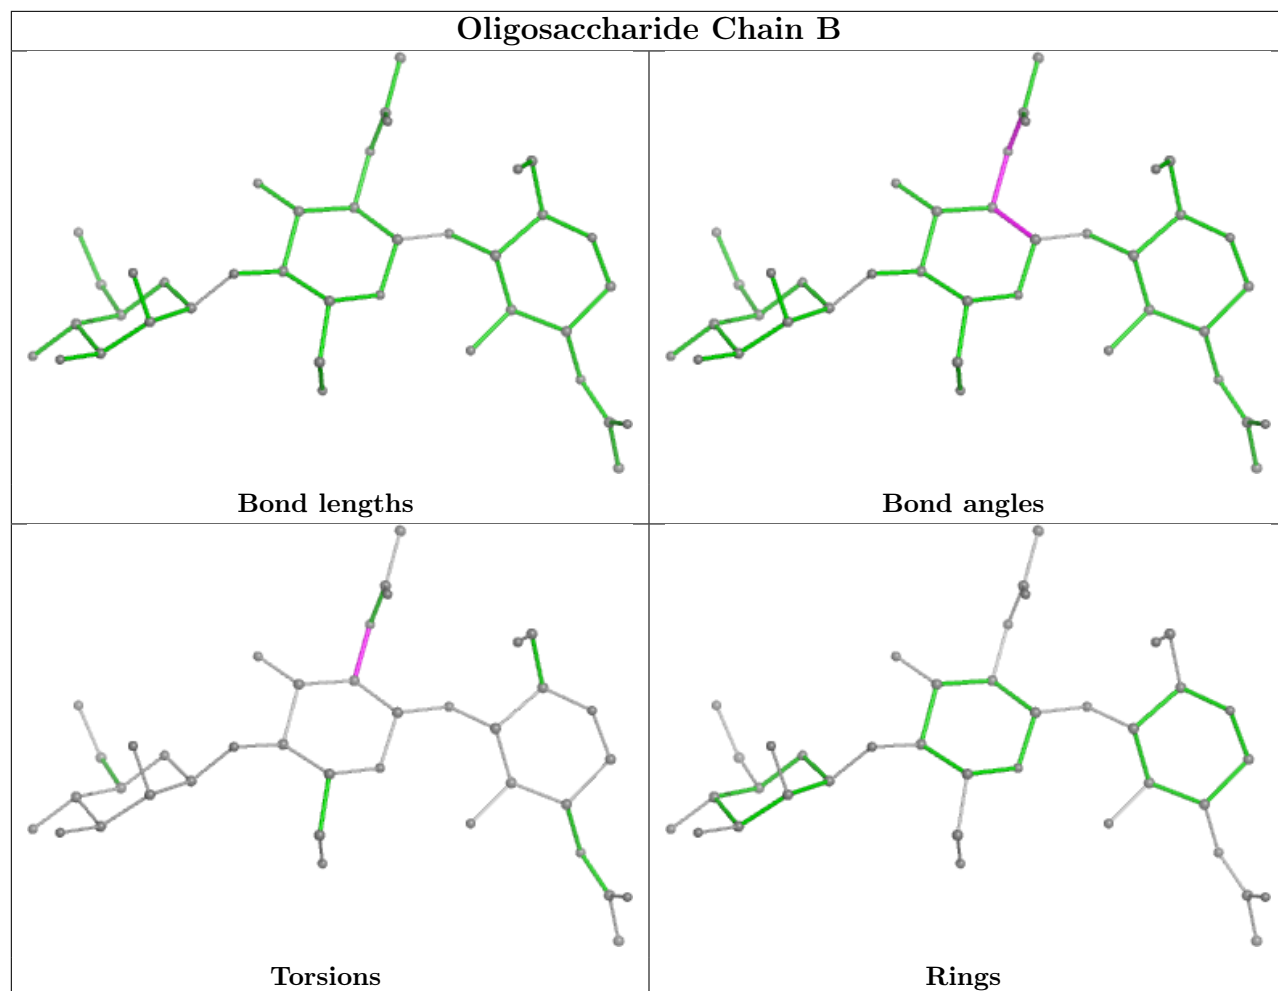 Oligosaccharide Chain B
Bond lengths
Bond angles
Torsions
Rings